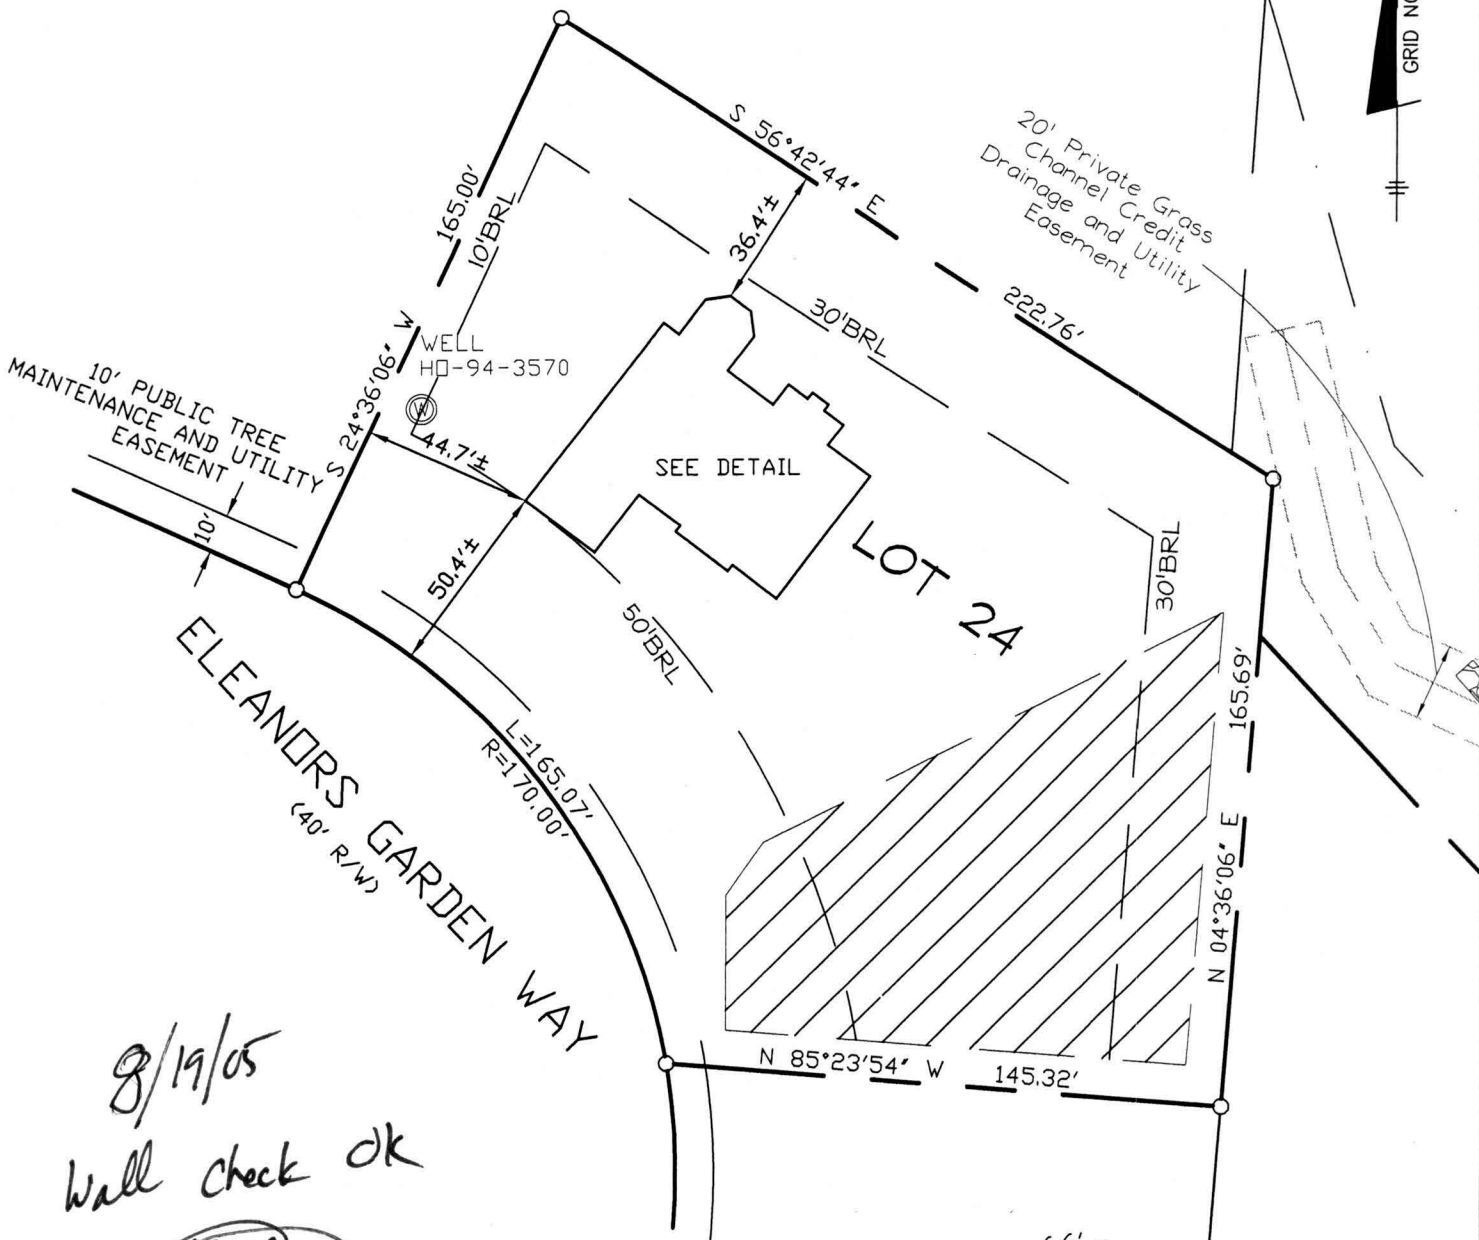 GRID NO
S 56°42'44" E
222.76'
20' Private Grass
Channel Credit
Drainage and Utility
Easement
165.00'
10'BRL
36.4'±
30'BRL
S 24°36'06" W
WELL
HO-94-3570
W
10' PUBLIC TREE
MAINTENANCE AND UTILITY
EASEMENT
10'
44.7'±
SEE DETAIL
50.4'±
LOT 24
30'BRL
50'BRL
165.69'
N 04°36'06" E
L=165.07'
R=170.00'
ELEANORS GARDEN WAY
(40' R/W)
N 85°23'54" W 145.32'
8/19/05
Wall Check OK